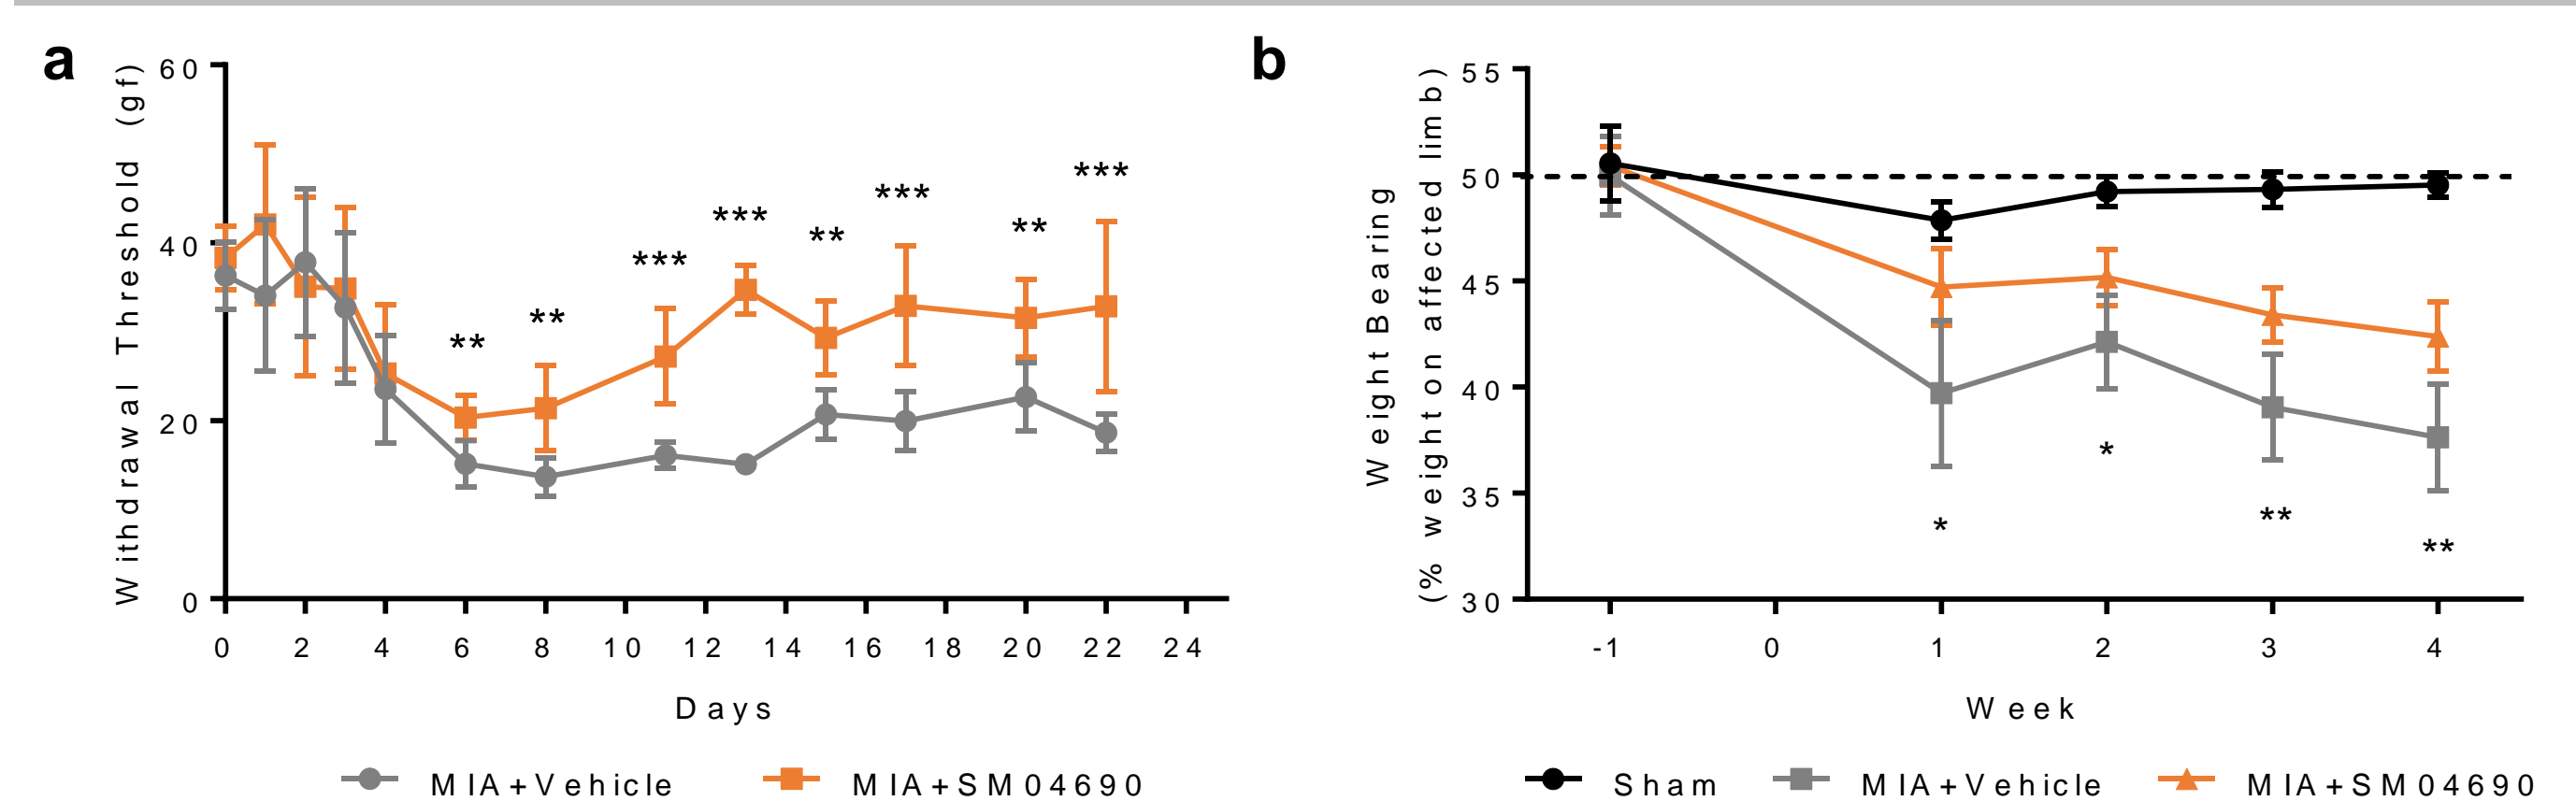 a
Withdrawal Threshold (gf)
60
40
20
0
**
**
***
***
**
***
**
***
0 2 4 6 8 10 12 14 16 18 20 22 24
Days
MIA+Vehicle MIA+SM04690
b
Weight Bearing
(% weight on affected limb)
55
50
45
40
35
30
*
*
**
**
-1 0 1 2 3 4
Week
Sham MIA+Vehicle MIA+SM04690